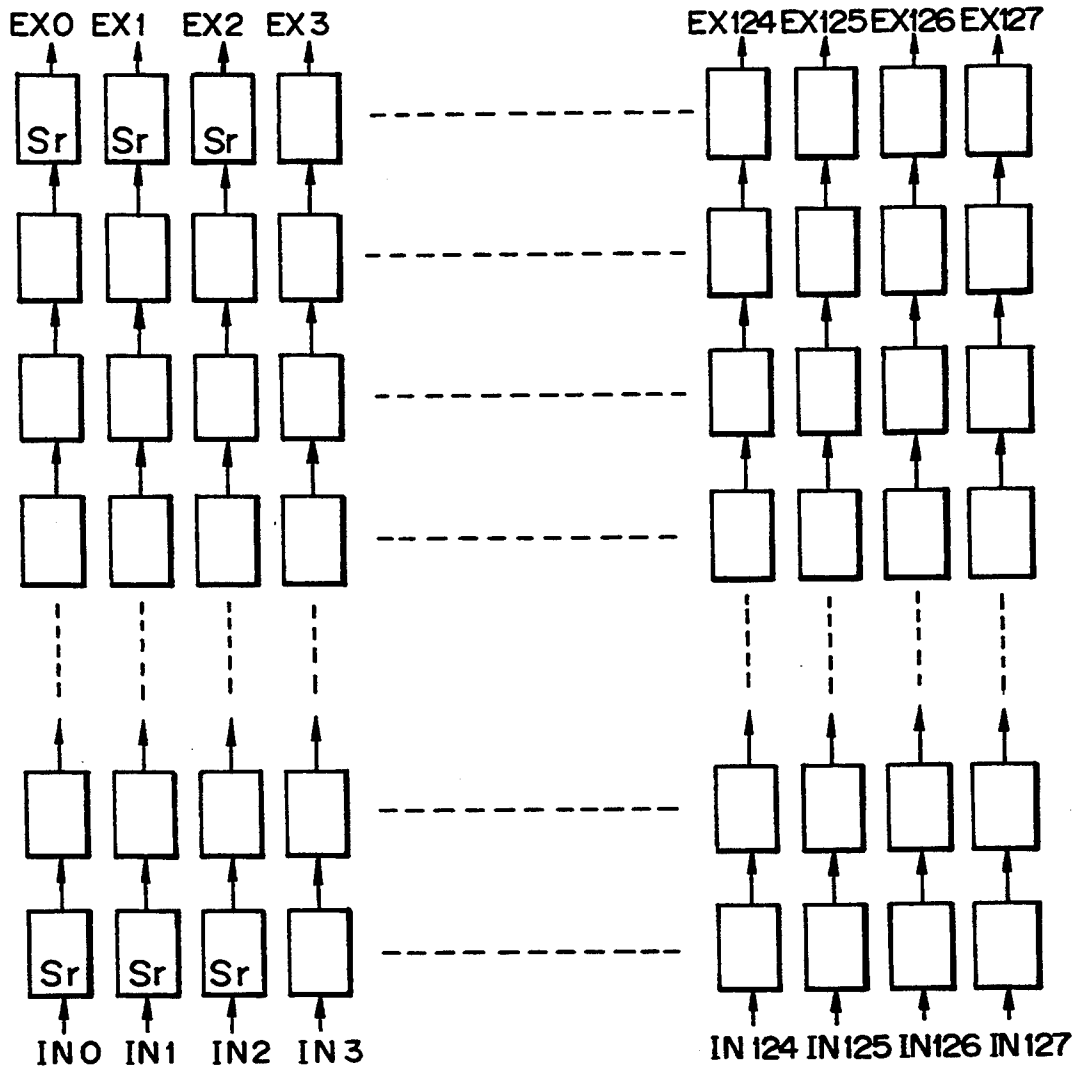 EX0 EX1 EX2 EX3 EX124 EX125 EX126 EX127
Sr Sr Sr
Sr Sr Sr
IN0 IN1 IN2 IN3 IN124 IN125 IN126 IN127